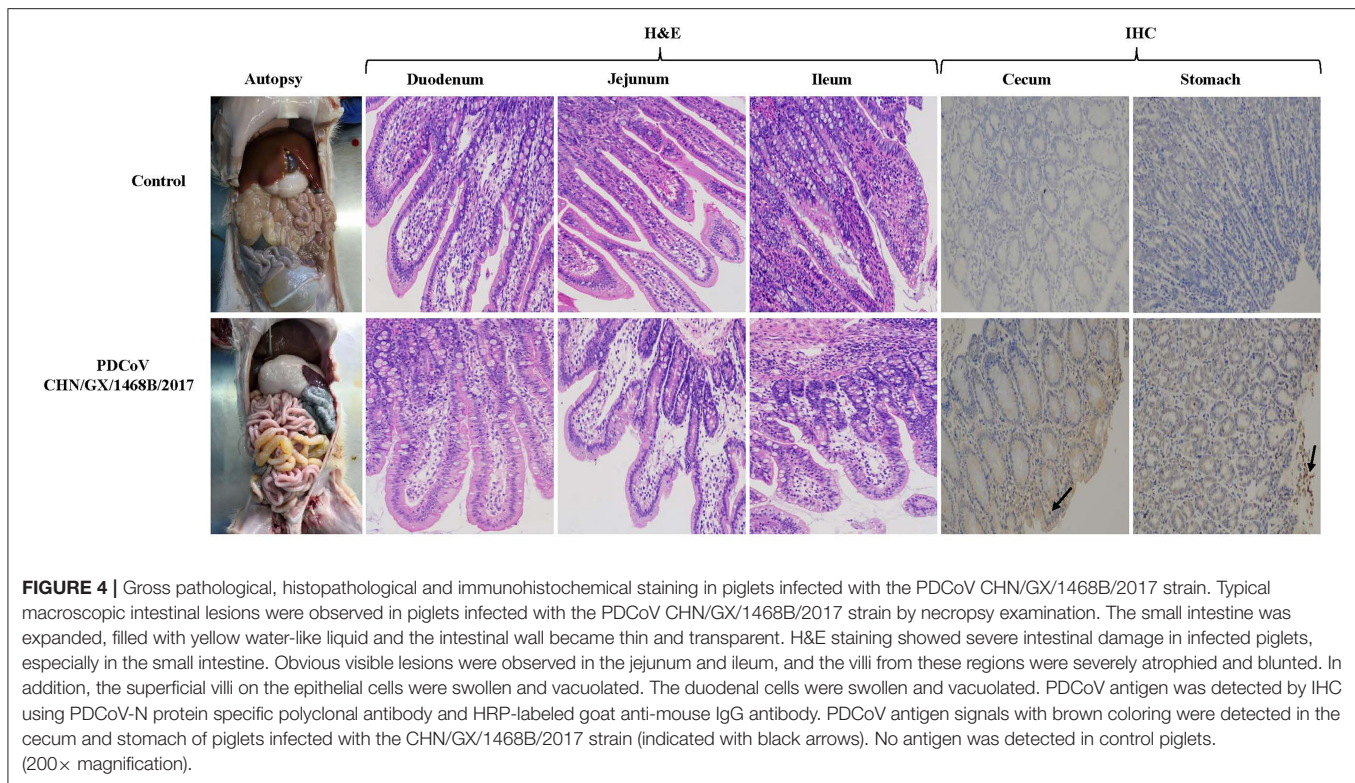 H&E IHC
Autopsy Duodenum Jejunum Ileum Cecum Stomach
Control
PDCoV
CHN/GX/1468B/2017
FIGURE 4 | Gross pathological, histopathological and immunohistochemical staining in piglets infected with the PDCoV CHN/GX/1468B/2017 strain. Typical
macroscopic intestinal lesions were observed in piglets infected with the PDCoV CHN/GX/1468B/2017 strain by necropsy examination. The small intestine was
expanded, filled with yellow water-like liquid and the intestinal wall became thin and transparent. H&E staining showed severe intestinal damage in infected piglets,
especially in the small intestine. Obvious visible lesions were observed in the jejunum and ileum, and the villi from these regions were severely atrophied and blunted. In
addition, the superficial villi on the epithelial cells were swollen and vacuolated. The duodenal cells were swollen and vacuolated. PDCoV antigen was detected by IHC
using PDCoV-N protein specific polyclonal antibody and HRP-labeled goat anti-mouse IgG antibody. PDCoV antigen signals with brown coloring were detected in the
cecum and stomach of piglets infected with the CHN/GX/1468B/2017 strain (indicated with black arrows). No antigen was detected in control piglets.
(200× magnification).